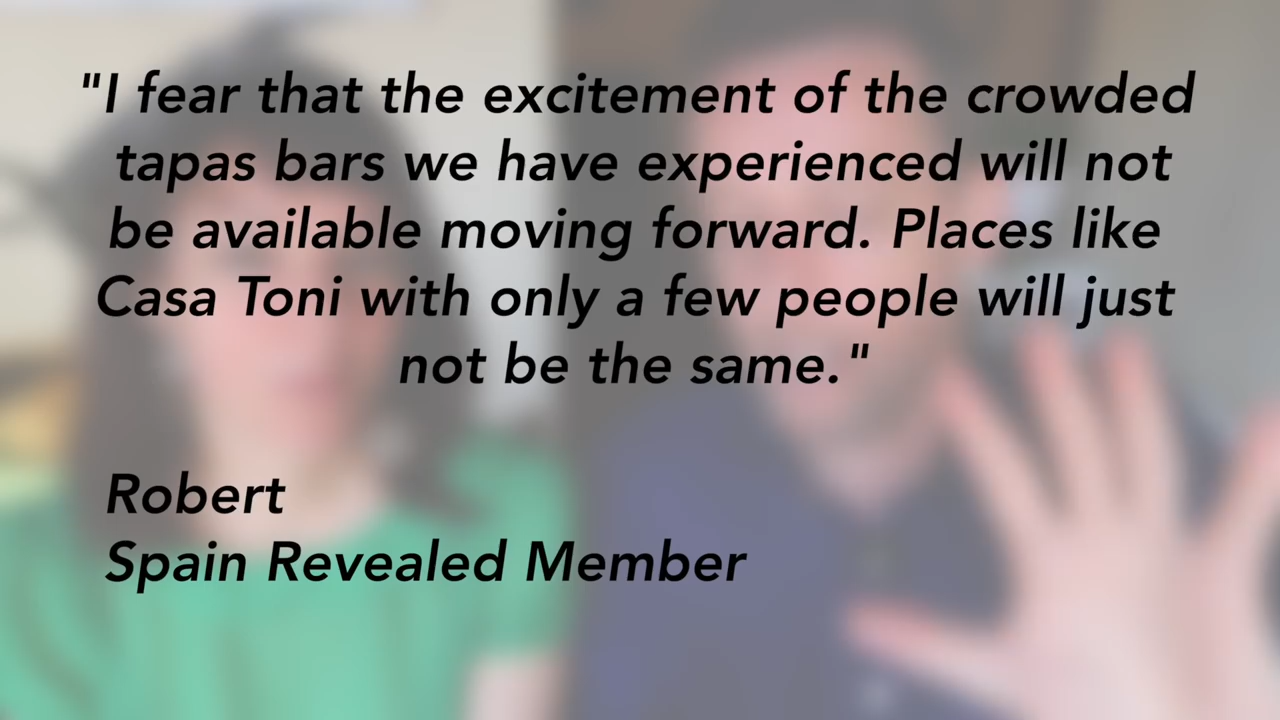 "I fear that the excitement of the crowded
tapas bars we have experienced will not
be available moving forward. Places like
Casa Toni with only a few people will just
not be the same."
Robert
Spain Revealed Member